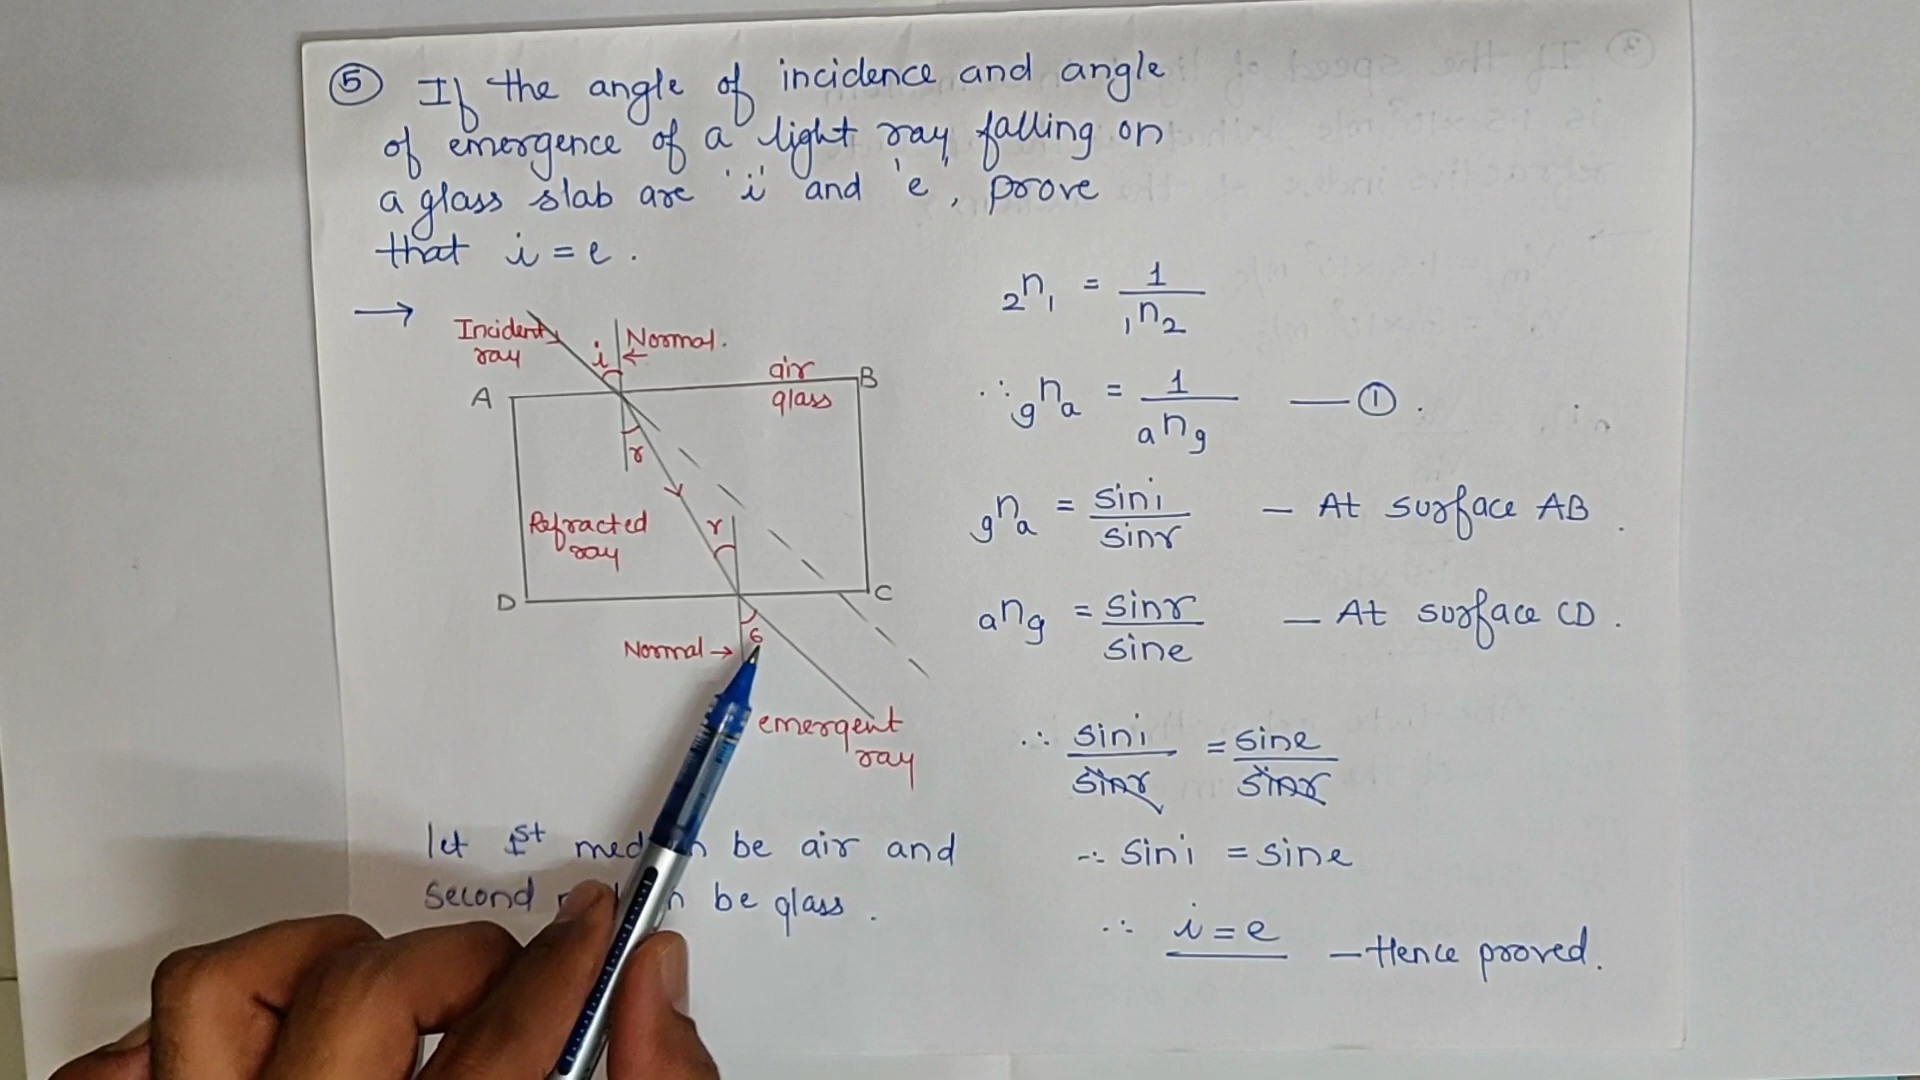 ⑤ If the angle of incidence and angle
of emergence of a light ray falling on
a glass slab are 'i' and 'e', prove
that i = e.
→
Incident ray
i
Normal.
←
air
glass
A
B
r
Refracted ray
r
D
C
Normal →
e
emergent ray
let 1st be air and
second be glass.
₂n₁ = 1/₁n₂
∴ gna = 1/ang — ①.
gna = sin i/sin r — At surface AB.
ang = sin r/sin e — At surface CD.
∴ sin i/sin r = sin e/sin r
∴ sin i = sin e
∴ i = e — Hence proved.